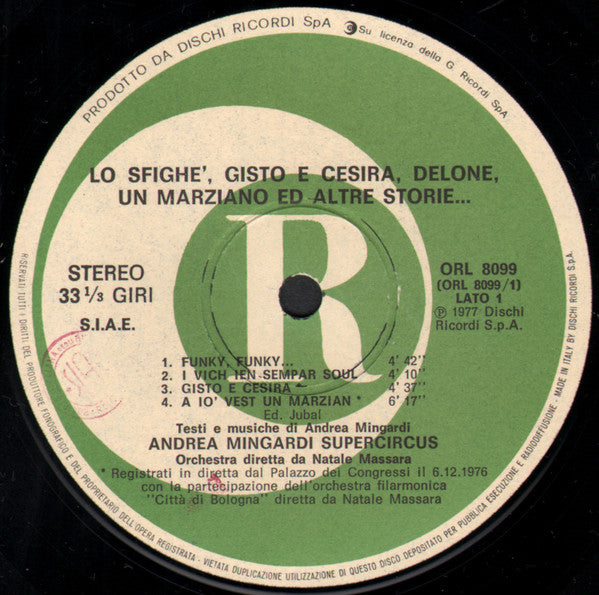 PRODOTTO DA DISCHI RICORDI SpA
Su licenza della G. Ricordi SpA
LO SFIGHE', GISTO E CESIRA, DELONE,
UN MARZIANO ED ALTRE STORIE...
R
STEREO
33 1/3 GIRI
S.I.A.E.
ORL 8099
(ORL 8099/1)
LATO 1
Ⓟ 1977 Dischi
Ricordi S.p.A.
1. FUNKY, FUNKY... 4' 42''
2. I VICH IEN SEMPAR SOUL 4' 10''
3. GISTO E CESIRA 4' 37''
4. A IO' VEST UN MARZIAN * 6' 17''
Ed. Jubal
Testi e musiche di Andrea Mingardi
ANDREA MINGARDI SUPERCIRCUS
Orchestra diretta da Natale Massara
* Registrati in diretta dal Palazzo dei Congressi il 6.12.1976
con la partecipazione dell'orchestra filarmonica
"Città di Bologna" diretta da Natale Massara
RISERVATI TUTTI I DIRITTI DEL PRODUTTORE FONOGRAFICO E DEL PROPRIETARIO DELL'OPERA REGISTRATA - VIETATA DUPLICAZIONE UTILIZZAZIONE DI QUESTO DISCO DEPOSITATO PER PUBBLICA ESECUZIONE E RADIODIFFUSIONE - MADE IN ITALY BY DISCHI RICORDI S.p.A.